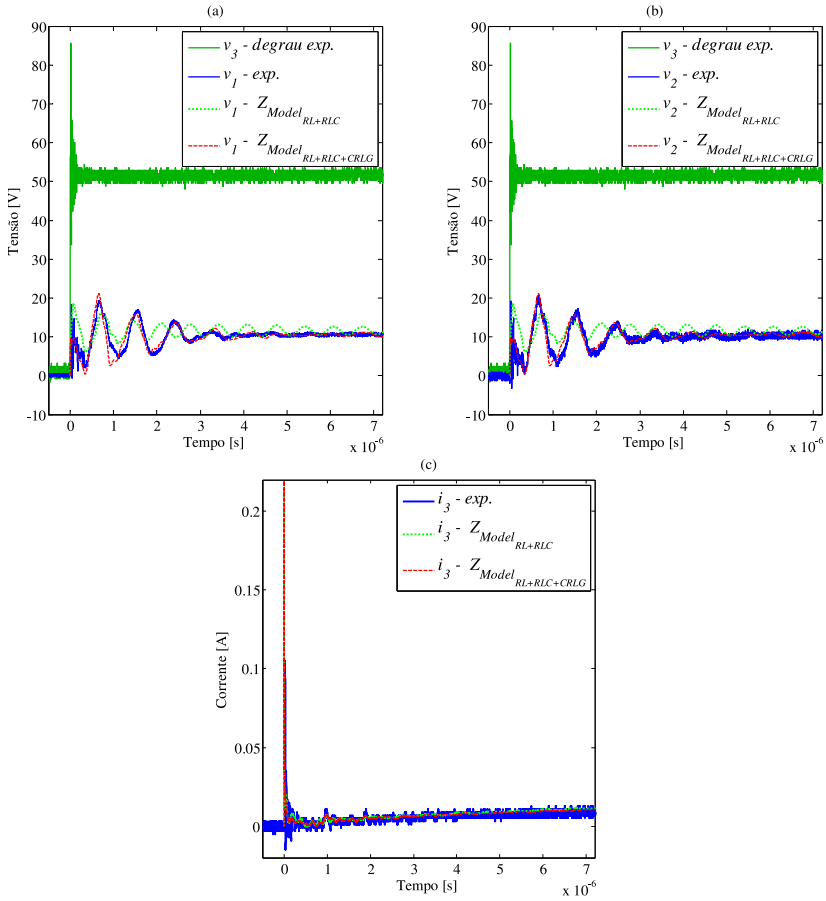 (a)
90
80
70
60
50
40
30
20
10
0
-10
Tensão [V]
v3 - degrau exp.
v1 - exp.
v1 - ZModelRL+RLC
v1 - ZModelRL+RLC+CRLG
0
1
2
3
4
5
6
7
Tempo [s]
x 10-6
(b)
90
80
70
60
50
40
30
20
10
0
-10
Tensão [V]
v3 - degrau exp.
v2 - exp.
v2 - ZModelRL+RLC
v2 - ZModelRL+RLC+CRLG
0
1
2
3
4
5
6
7
Tempo [s]
x 10-6
(c)
0.2
0.15
0.1
0.05
0
Corrente [A]
i3 - exp.
i3 - ZModelRL+RLC
i3 - ZModelRL+RLC+CRLG
0
1
2
3
4
5
6
7
Tempo [s]
x 10-6